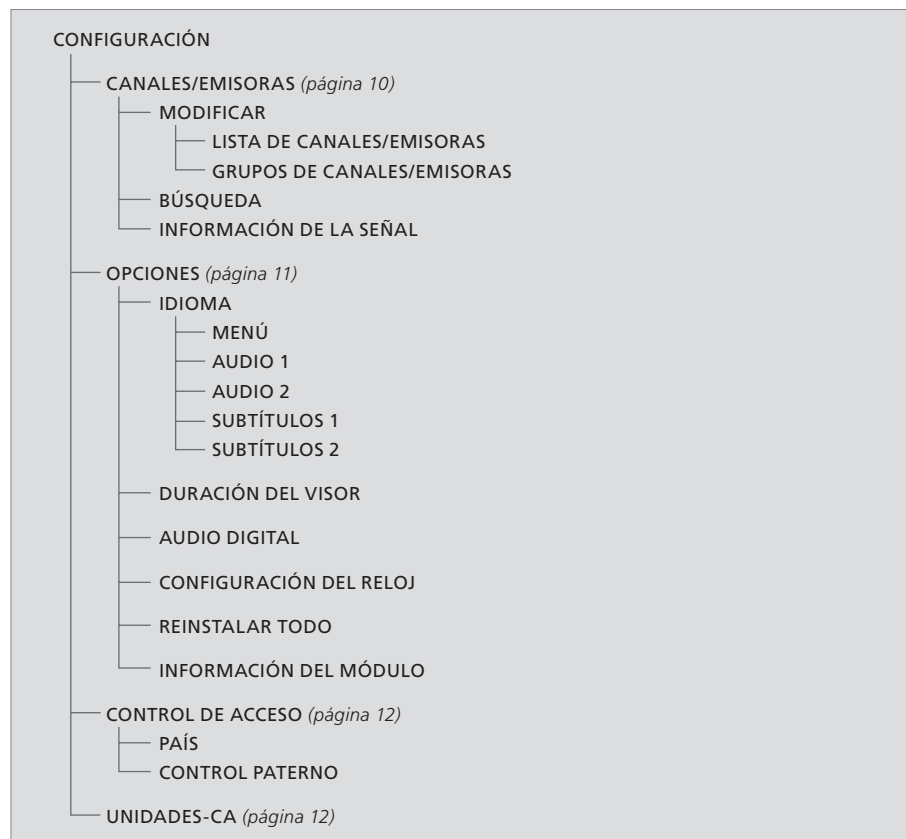 CONFIGURACIÓN
CANALES/EMISORAS (página 10)
MODIFICAR
LISTA DE CANALES/EMISORAS
GRUPOS DE CANALES/EMISORAS
BÚSQUEDA
INFORMACIÓN DE LA SEÑAL
OPCIONES (página 11)
IDIOMA
MENÚ
AUDIO 1
AUDIO 2
SUBTÍTULOS 1
SUBTÍTULOS 2
DURACIÓN DEL VISOR
AUDIO DIGITAL
CONFIGURACIÓN DEL RELOJ
REINSTALAR TODO
INFORMACIÓN DEL MÓDULO
CONTROL DE ACCESO (página 12)
PAÍS
CONTROL PATERNO
UNIDADES-CA (página 12)